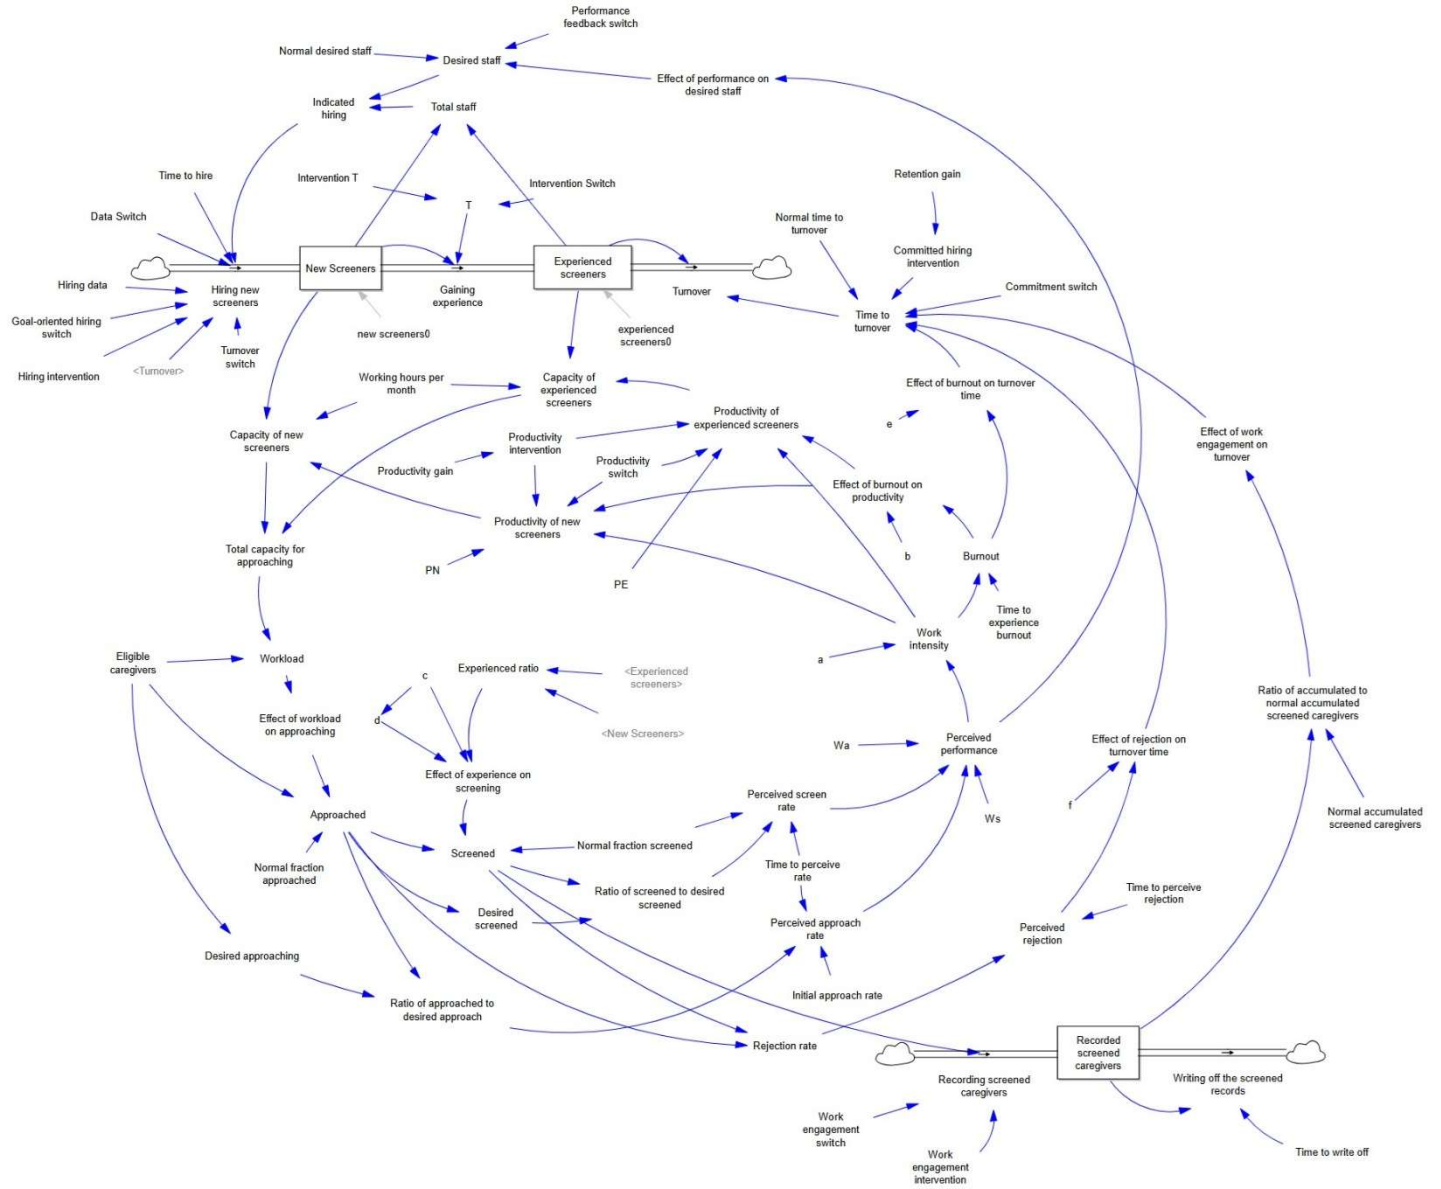 Performance
feedback switch
Normal desired staff
Desired staff
Effect of performance on
desired staff
Indicated
hiring
Total staff
Time to hire
Intervention T
Intervention Switch
Retention gain
Data Switch
T
Normal time to
turnover
Committed hiring
intervention
New Screeners
Experienced
screeners
Hiring data
Hiring new
screeners
Gaining
experience
Turnover
Commitment switch
Goal-oriented hiring
switch
new screeners0
experienced
screeners0
Time to
turnover
Hiring intervention
<Turnover>
Turnover
switch
Working hours per
month
Capacity of
experienced
screeners
Effect of burnout on turnover
time
e
Productivity of
experienced screeners
Capacity of new
screeners
Productivity
intervention
Effect of work
engagement on
turnover
Productivity gain
Productivity
switch
Effect of burnout on
productivity
Productivity of new
screeners
Total capacity for
approaching
b
Burnout
PN
PE
Time to
experience
burnout
Work
intensity
a
Eligible
caregivers
Workload
Experienced ratio
<Experienced
screeners>
c
d
<New Screeners>
Ratio of accumulated to
normal accumulated
screened caregivers
Effect of workload
on approaching
Wa
Perceived
performance
Effect of rejection on
turnover time
Effect of experience on
screening
Perceived screen
rate
f
Approached
Ws
Normal accumulated
screened caregivers
Normal fraction screened
Screened
Normal fraction
approached
Time to perceive
rate
Ratio of screened to desired
screened
Time to perceive
rejection
Desired
screened
Perceived approach
rate
Perceived
rejection
Desired approaching
Initial approach rate
Ratio of approached to
desired approach
Rejection rate
Recorded
screened
caregivers
Recording screened
caregivers
Writing off the screened
records
Work
engagement
switch
Work
engagement
intervention
Time to write off